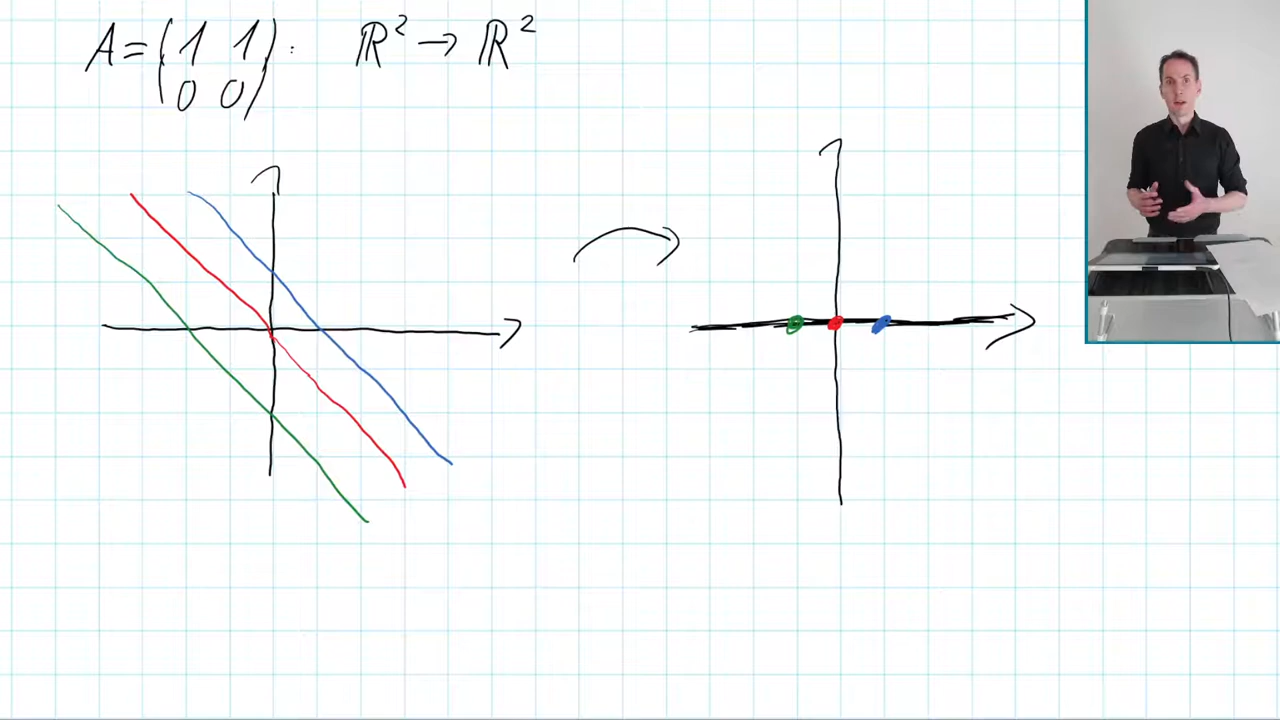 A = (1 1) : ℝ² → ℝ²
(0 0)